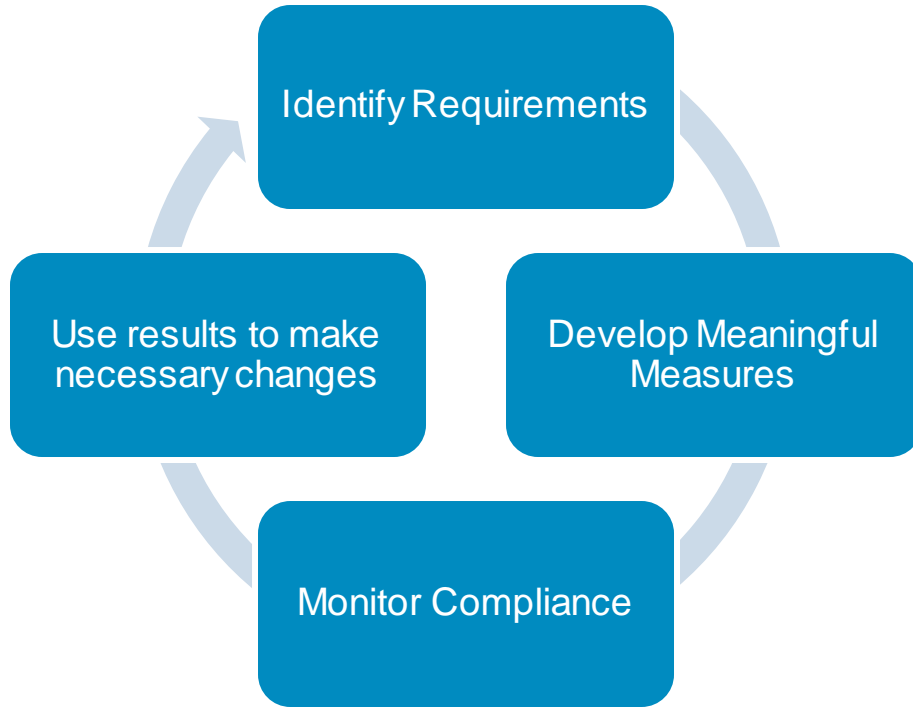 Identify Requirements
Develop Meaningful
Measures
Monitor Compliance
Use results to make
necessary changes